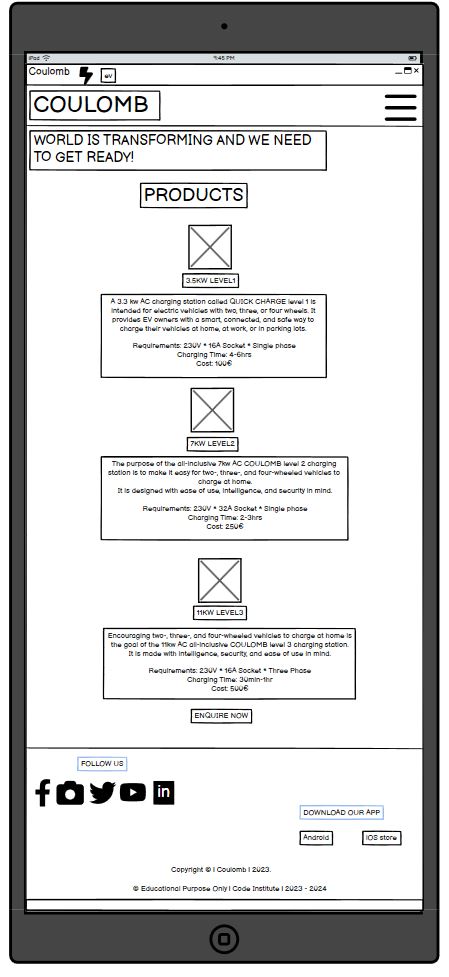 iPad 9:45 PM
Coulomb ev
COULOMB
WORLD IS TRANSFORMING AND WE NEED
TO GET READY!
PRODUCTS
3.5KW LEVEL1
A 3.3 kw AC charging station called QUICK CHARGE level 1 is
intended for electric vehicles with two, three, or four wheels. It
provides EV owners with a smart, connected, and safe way to
charge their vehicles at home, at work, or in parking lots.
Requirements: 230V * 16A Socket * Single phase
Charging Time: 4-6hrs
Cost: 100€
7KW LEVEL2
The purpose of the all-inclusive 7kw AC COULOMB level 2 charging
station is to make it easy for two-, three-, and four-wheeled vehicles to
charge at home.
It is designed with ease of use, intelligence, and security in mind.
Requirements: 230V * 32A Socket * Single phase
Charging Time: 2-3hrs
Cost: 250€
11KW LEVEL3
Encouraging two-, three-, and four-wheeled vehicles to charge at home is
the goal of the 11kw AC all-inclusive COULOMB level 3 charging station.
It is made with intelligence, security, and ease of use in mind.
Requirements: 230V * 16A Socket * Three Phase
Charging Time: 30min-1hr
Cost: 500€
ENQUIRE NOW
FOLLOW US
in
DOWNLOAD OUR APP
Android IOS store
Copyright © | Coulomb | 2023.
© Educational Purpose Only | Code Institute | 2023 - 2024